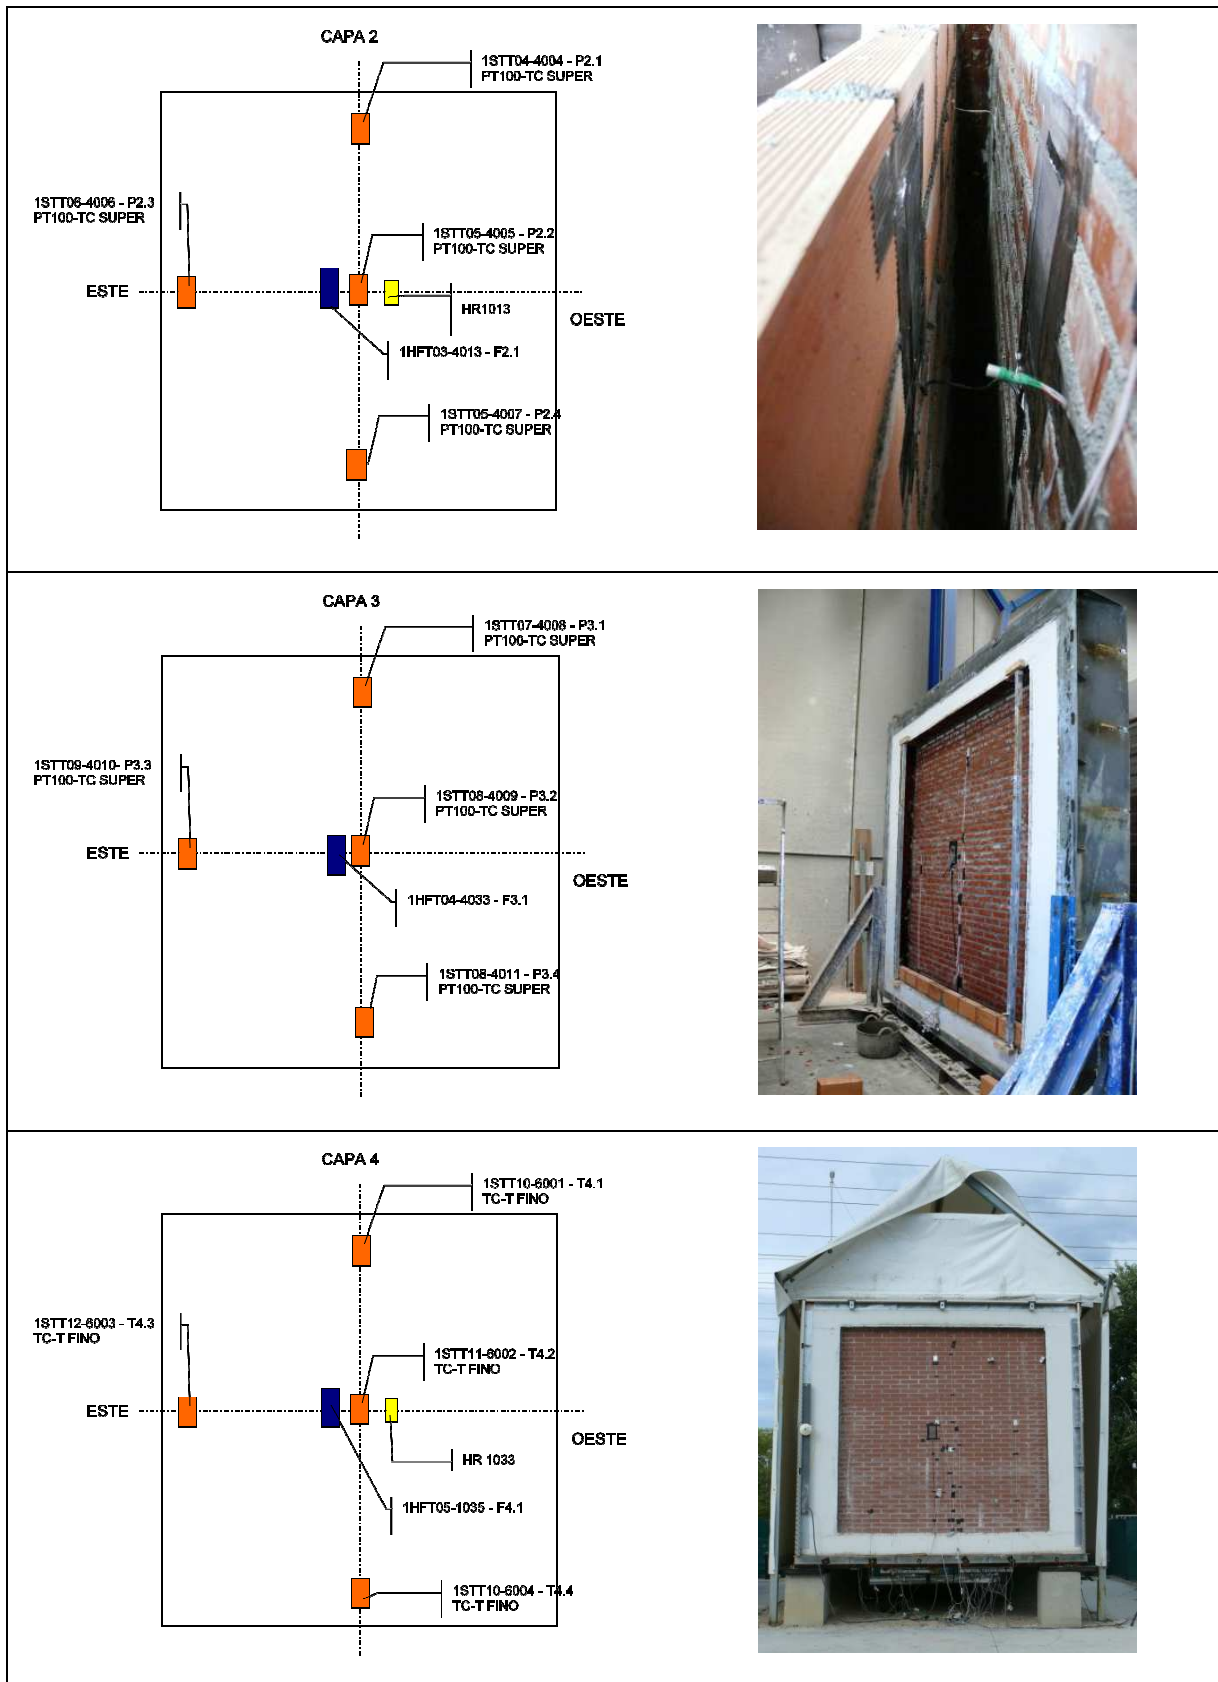 CAPA 2
1STT04-4004 - P2.1
PT100-TC SUPER
1STT06-4006 - P2.3
PT100-TC SUPER
1STT05-4005 - P2.2
PT100-TC SUPER
ESTE
HR1013
OESTE
1HFT03-4013 - F2.1
1STT05-4007 - P2.4
PT100-TC SUPER
CAPA 3
1STT07-4008 - P3.1
PT100-TC SUPER
1STT09-4010- P3.3
PT100-TC SUPER
1STT08-4009 - P3.2
PT100-TC SUPER
ESTE
OESTE
1HFT04-4033 - F3.1
1STT08-4011 - P3.4
PT100-TC SUPER
CAPA 4
1STT10-6001 - T4.1
TC-T FINO
1STT12-6003 - T4.3
TC-T FINO
1STT11-6002 - T4.2
TC-T FINO
ESTE
OESTE
HR 1033
1HFT05-1035 - F4.1
1STT10-6004 - T4.4
TC-T FINO